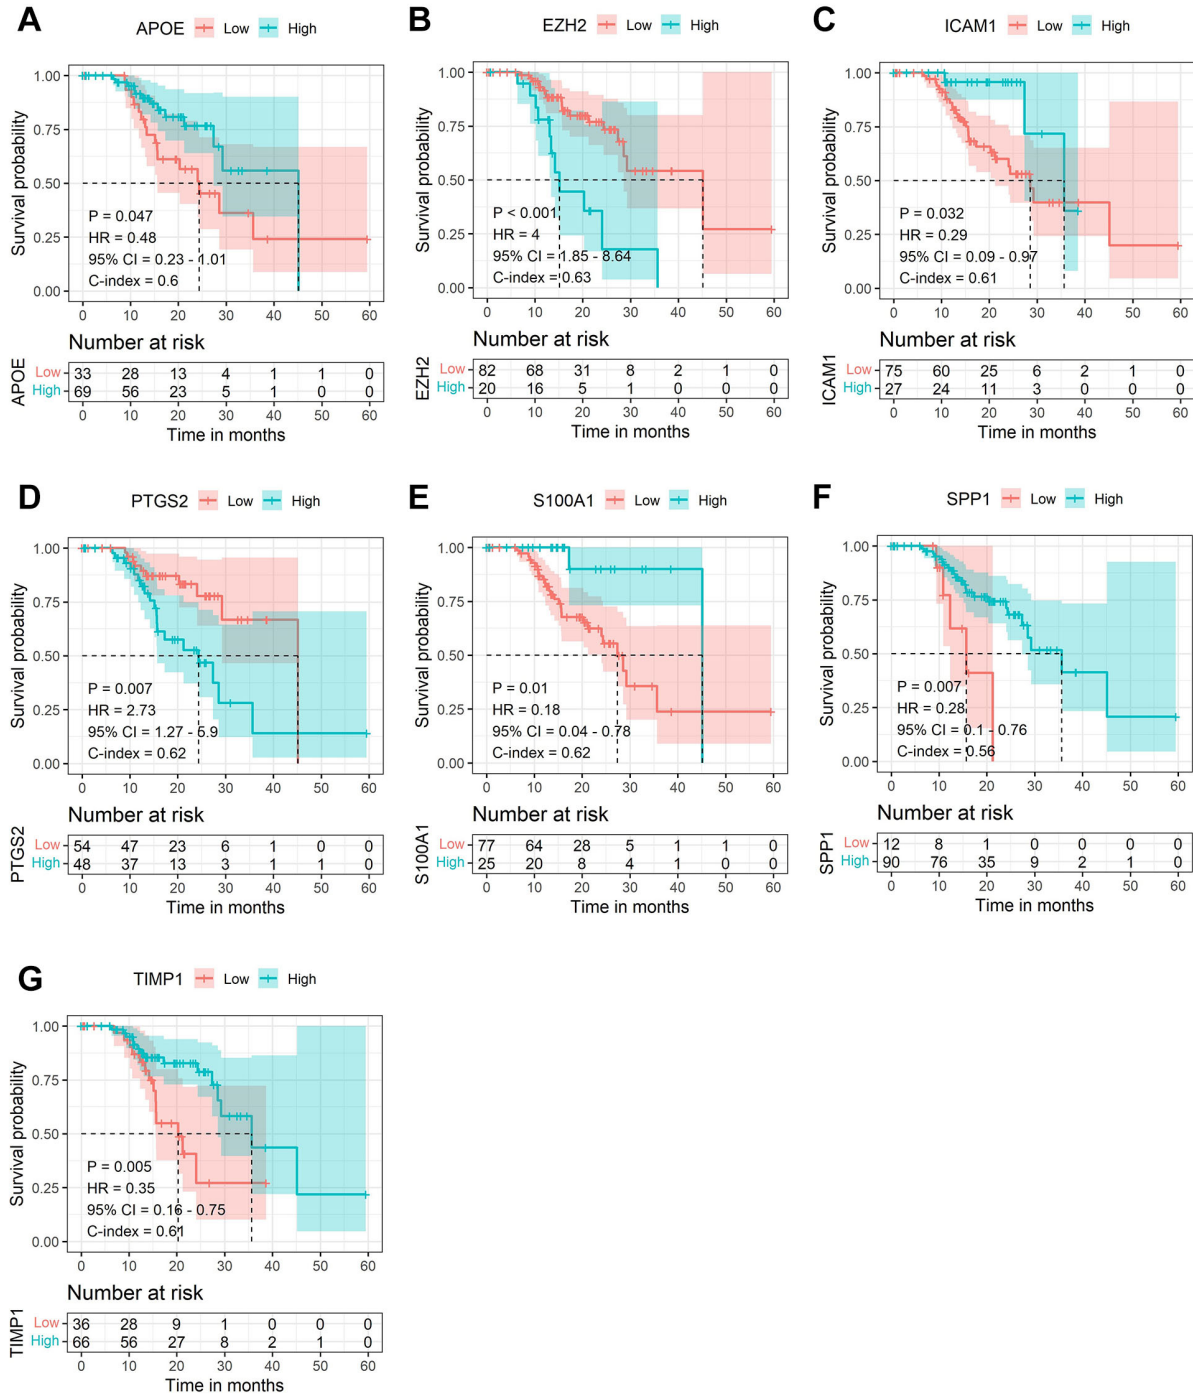 A
APOE Low High
1.00
0.75
0.50
0.25
0.00
Survival probability
P = 0.047
HR = 0.48
95% CI = 0.23 - 1.01
C-index = 0.6
0 10 20 30 40 50 60
Number at risk
APOE
Low 33 28 13 4 1 1 0
High 69 56 23 5 1 0 0
0 10 20 30 40 50 60
Time in months
B
EZH2 Low High
1.00
0.75
0.50
0.25
0.00
Survival probability
P < 0.001
HR = 4
95% CI = 1.85 - 8.64
C-index = 0.63
0 10 20 30 40 50 60
Number at risk
EZH2
Low 82 68 31 8 2 1 0
High 20 16 5 1 0 0 0
0 10 20 30 40 50 60
Time in months
C
ICAM1 Low High
1.00
0.75
0.50
0.25
0.00
Survival probability
P = 0.032
HR = 0.29
95% CI = 0.09 - 0.97
C-index = 0.61
0 10 20 30 40 50 60
Number at risk
ICAM1
Low 75 60 25 6 2 1 0
High 27 24 11 3 0 0 0
0 10 20 30 40 50 60
Time in months
D
PTGS2 Low High
1.00
0.75
0.50
0.25
0.00
Survival probability
P = 0.007
HR = 2.73
95% CI = 1.27 - 5.9
C-index = 0.62
0 10 20 30 40 50 60
Number at risk
PTGS2
Low 54 47 23 6 1 0 0
High 48 37 13 3 1 1 0
0 10 20 30 40 50 60
Time in months
E
S100A1 Low High
1.00
0.75
0.50
0.25
0.00
Survival probability
P = 0.01
HR = 0.18
95% CI = 0.04 - 0.78
C-index = 0.62
0 10 20 30 40 50 60
Number at risk
S100A1
Low 77 64 28 5 1 1 0
High 25 20 8 4 1 0 0
0 10 20 30 40 50 60
Time in months
F
SPP1 Low High
1.00
0.75
0.50
0.25
0.00
Survival probability
P = 0.007
HR = 0.28
95% CI = 0.1 - 0.76
C-index = 0.56
0 10 20 30 40 50 60
Number at risk
SPP1
Low 12 8 1 0 0 0 0
High 90 76 35 9 2 1 0
0 10 20 30 40 50 60
Time in months
G
TIMP1 Low High
1.00
0.75
0.50
0.25
0.00
Survival probability
P = 0.005
HR = 0.35
95% CI = 0.16 - 0.75
C-index = 0.61
0 10 20 30 40 50 60
Number at risk
TIMP1
Low 36 28 9 1 0 0 0
High 66 56 27 8 2 1 0
0 10 20 30 40 50 60
Time in months